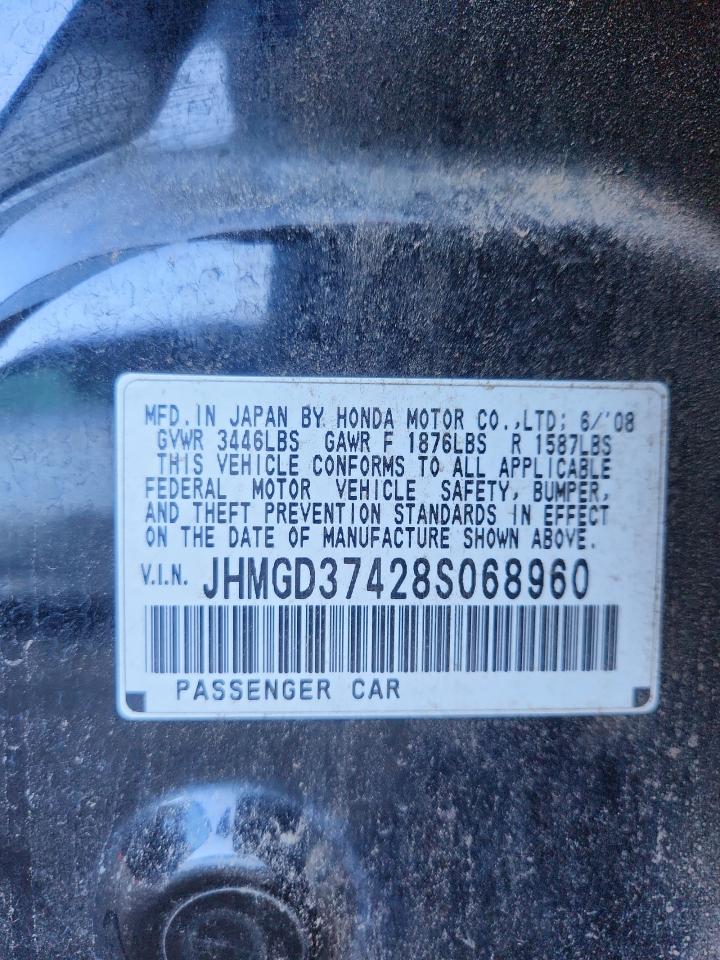 MFD. IN JAPAN BY HONDA MOTOR CO.,LTD; 6/'08
GVWR 3446LBS GAWR F 1876LBS R 1587LBS
THIS VEHICLE CONFORMS TO ALL APPLICABLE
FEDERAL MOTOR VEHICLE SAFETY, BUMPER,
AND THEFT PREVENTION STANDARDS IN EFFECT
ON THE DATE OF MANUFACTURE SHOWN ABOVE.
V.I.N. JHMGD37428S068960
PASSENGER CAR